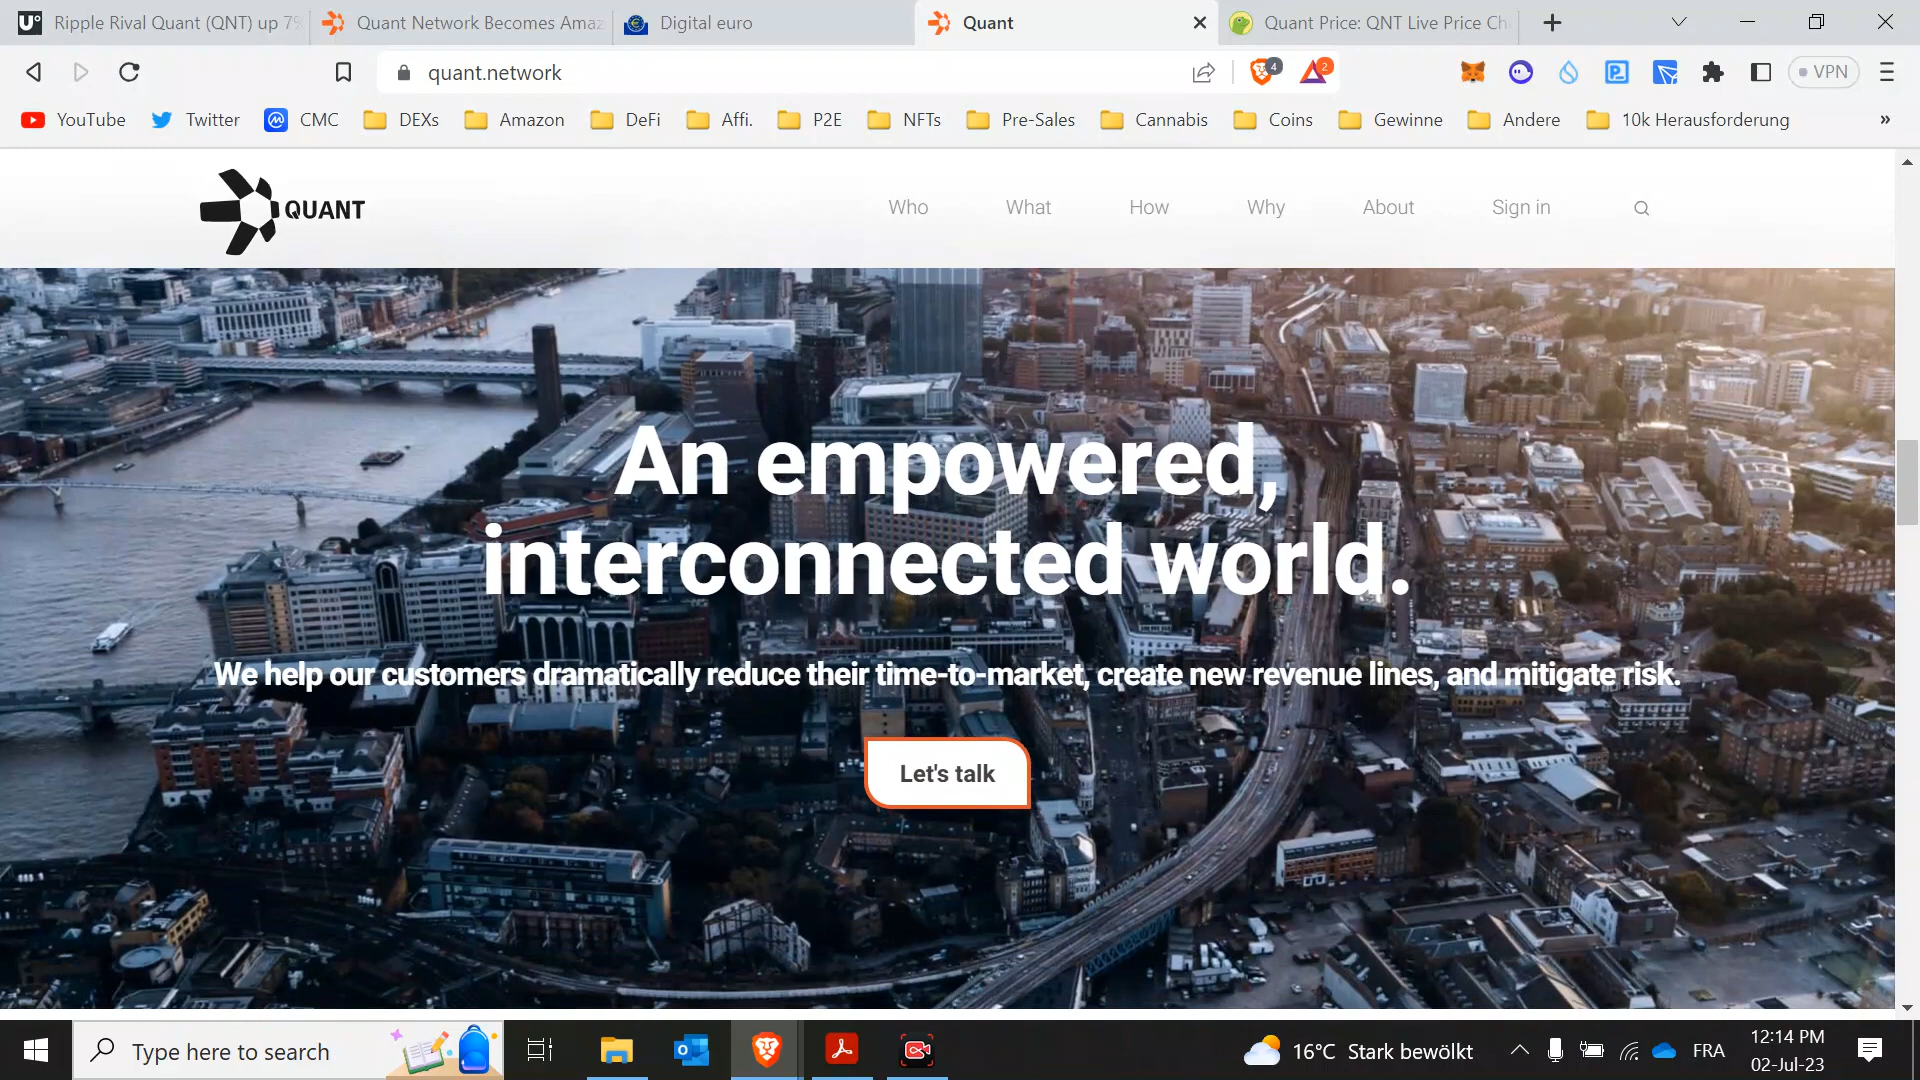 Ripple Rival Quant (QNT) up 7%
Quant Network Becomes Amaz
Digital euro
Quant
Quant Price: QNT Live Price Ch
quant.network
4
2
VPN
YouTube
Twitter
CMC
DEXs
Amazon
DeFi
Affi.
P2E
NFTs
Pre-Sales
Cannabis
Coins
Gewinne
Andere
10k Herausforderung
»
QUANT
Who
What
How
Why
About
Sign in
An empowered,
interconnected world.
We help our customers dramatically reduce their time-to-market, create new revenue lines, and mitigate risk.
Let's talk
Type here to search
16°C Stark bewölkt
FRA
12:14 PM
02-Jul-23